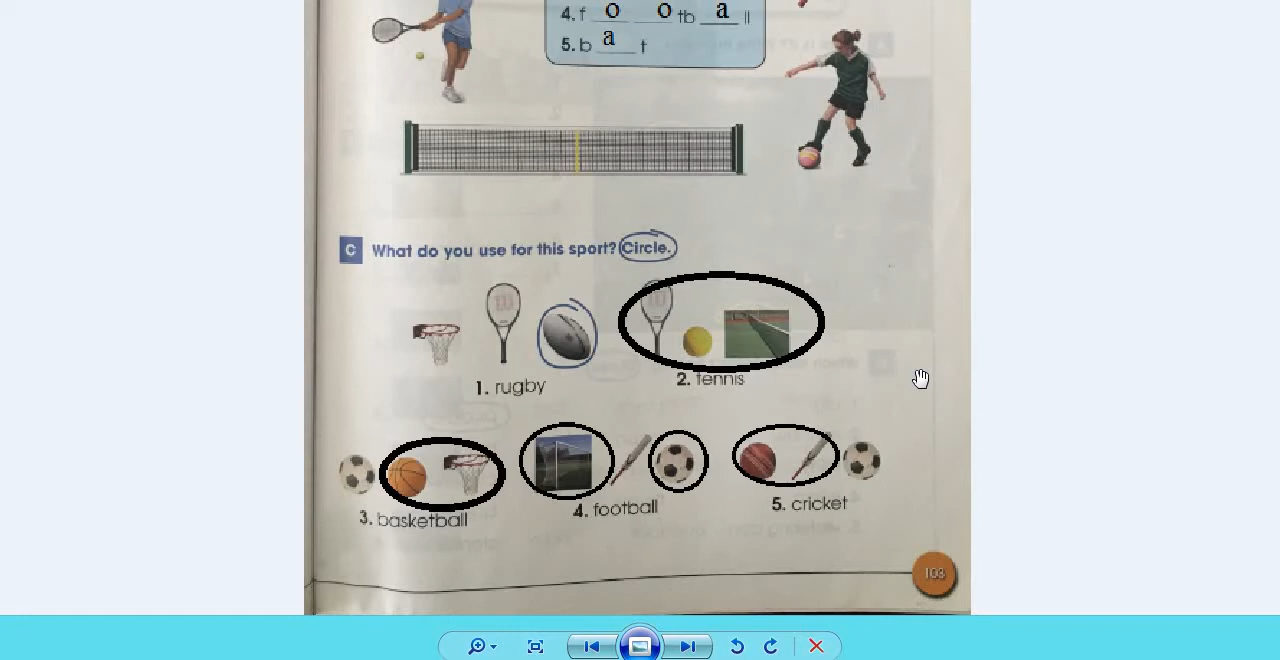 4. f o o tb a ll
5. b a t
C What do you use for this sport? Circle.
1. rugby
2. tennis
3. basketball
4. football
5. cricket
103